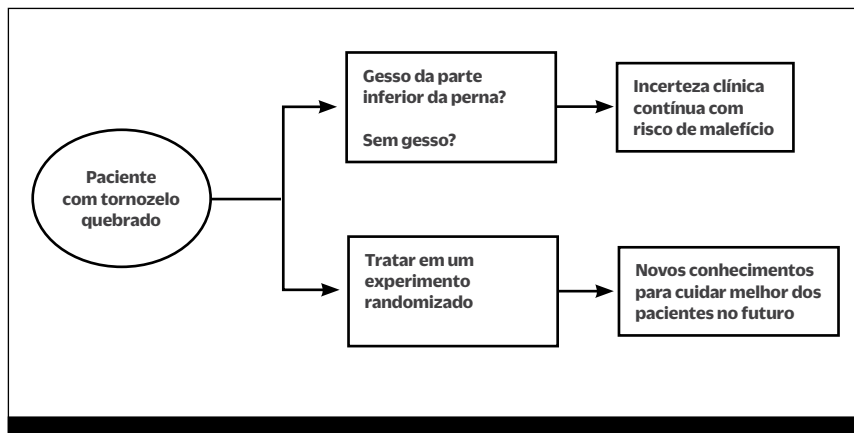 Paciente
com tornozelo
quebrado
Gesso da parte
inferior da perna?
Sem gesso?
Incerteza clínica
contínua com
risco de malefício
Tratar em um
experimento
randomizado
Novos conhecimentos
para cuidar melhor dos
pacientes no futuro